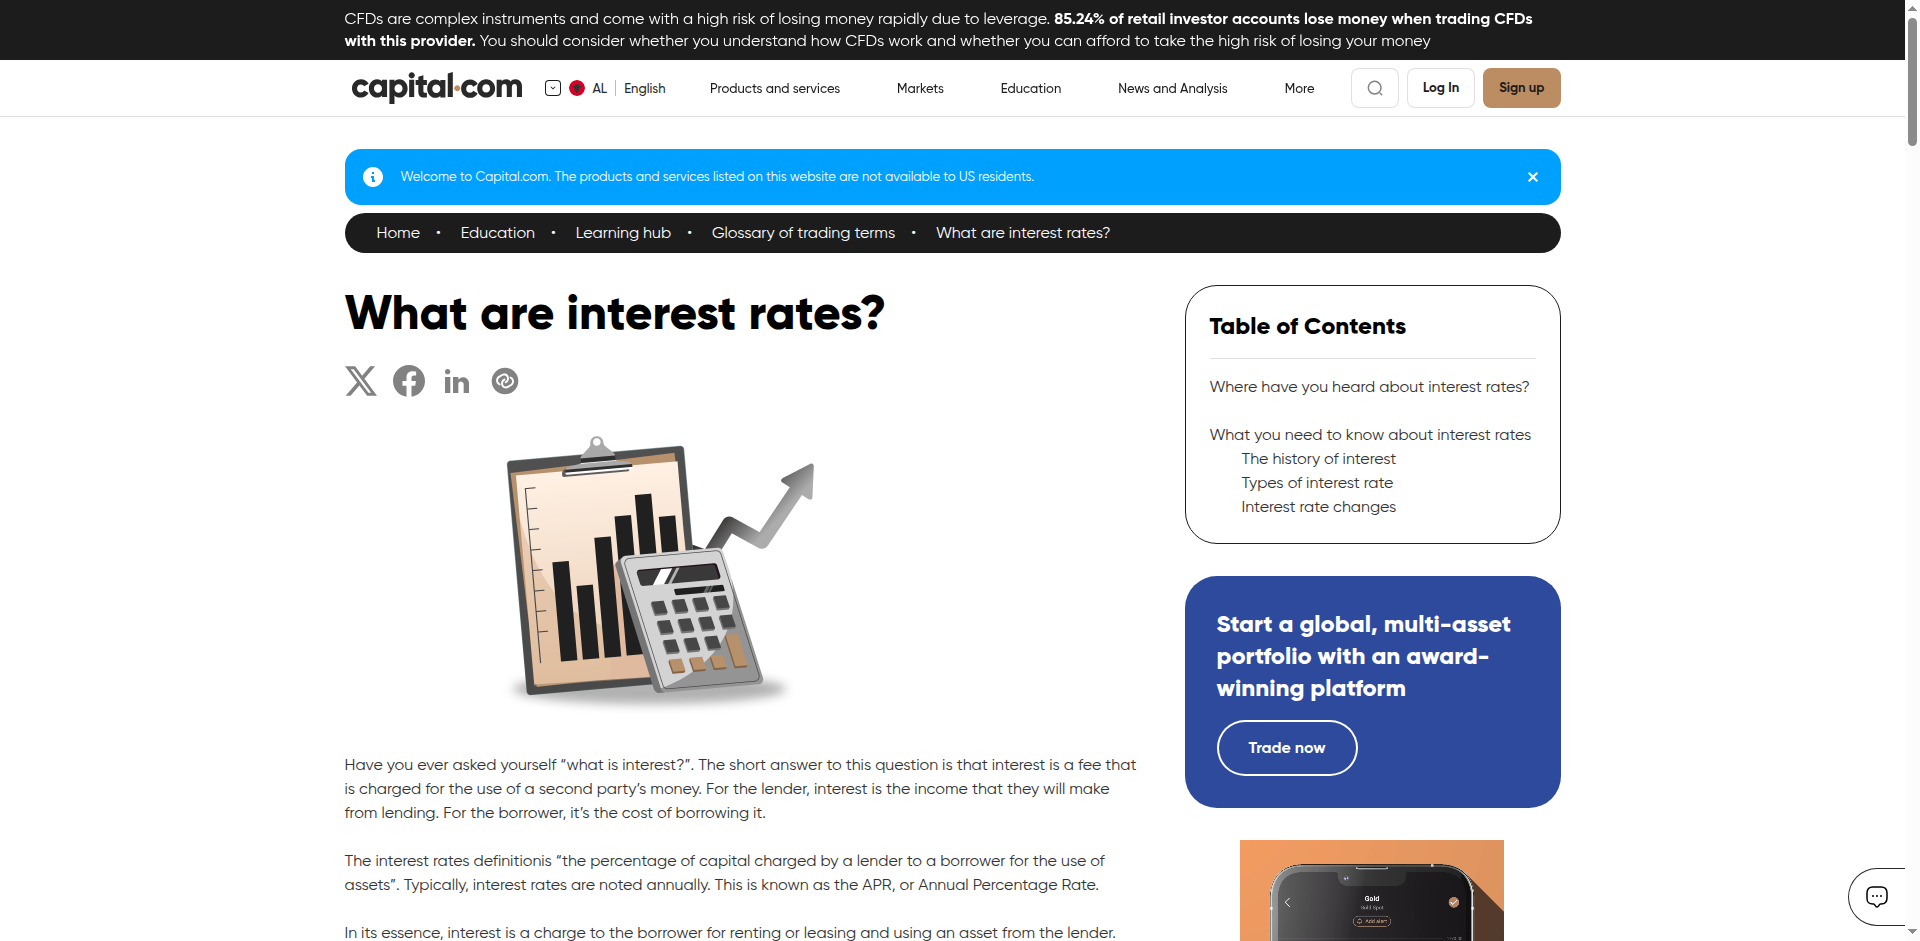 CFDs are complex instruments and come with a high risk of losing money rapidly due to leverage. 85.24% of retail investor accounts lose money when trading CFDs
with this provider. You should consider whether you understand how CFDs work and whether you can afford to take the high risk of losing your money
capital.com
AL
English
Products and services
Markets
Education
News and Analysis
More
Log In
Sign up
Welcome to Capital.com. The products and services listed on this website are not available to US residents.
Home • Education • Learning hub • Glossary of trading terms • What are interest rates?
What are interest rates?
Have you ever asked yourself “what is interest?”. The short answer to this question is that interest is a fee that
is charged for the use of a second party’s money. For the lender, interest is the income that they will make
from lending. For the borrower, it’s the cost of borrowing it.
The interest rates definitionis “the percentage of capital charged by a lender to a borrower for the use of
assets”. Typically, interest rates are noted annually. This is known as the APR, or Annual Percentage Rate.
In its essence, interest is a charge to the borrower for renting or leasing and using an asset from the lender.
Table of Contents
Where have you heard about interest rates?
What you need to know about interest rates
The history of interest
Types of interest rate
Interest rate changes
Start a global, multi-asset
portfolio with an award-
winning platform
Trade now
Gold
Gold Spot
Add alert